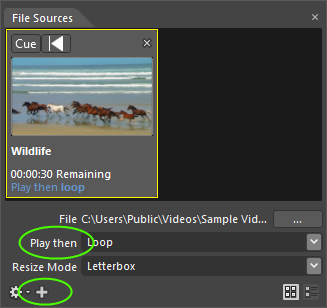 File Sources
Cue
Wildlife
00:00:30 Remaining
Play then loop
File C:\Users\Public\Videos\Sample Vid... ...
Play then Loop
Resize Mode Letterbox